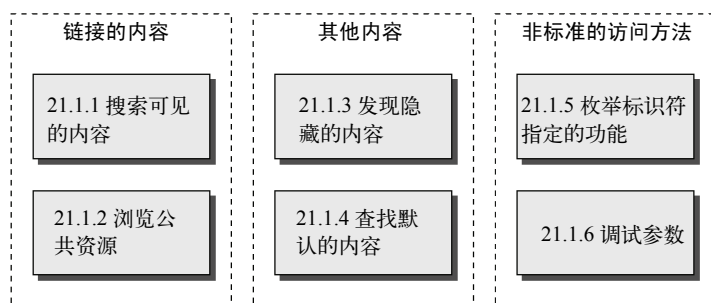 链接的内容
21.1.1 搜索可见
的内容
21.1.2 浏览公
共资源
其他内容
21.1.3 发现隐
藏的内容
21.1.4 查找默
认的内容
非标准的访问方法
21.1.5 枚举标识符
指定的功能
21.1.6 调试参数